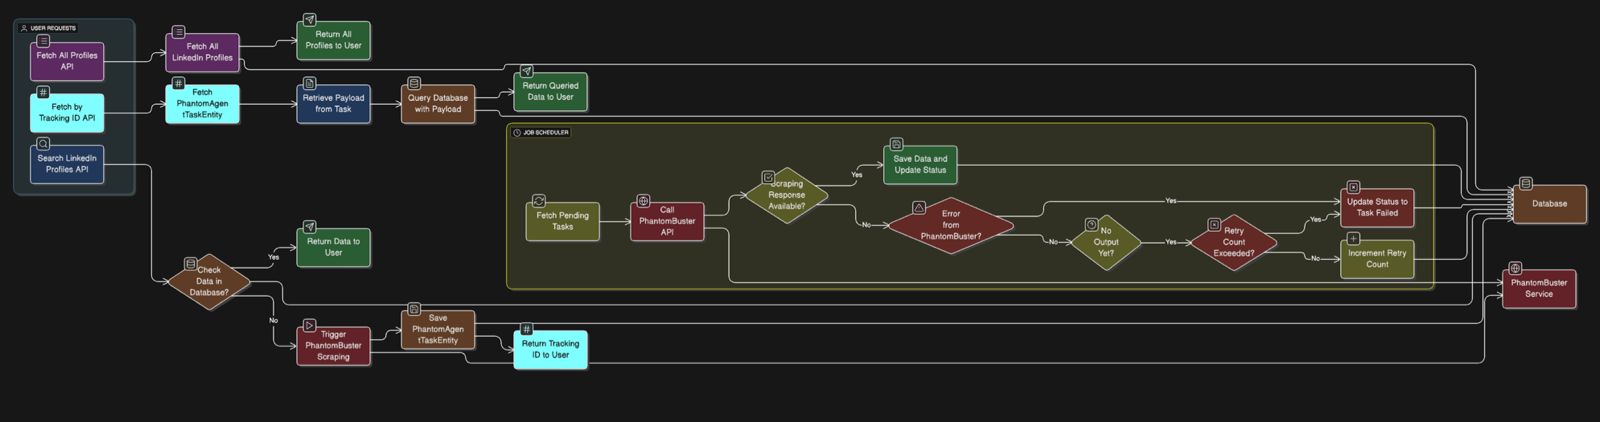 USER REQUESTS
Fetch All Profiles
API
Fetch All
LinkedIn Profiles
Return All
Profiles to User
Fetch by
Tracking ID API
Fetch
PhantomAgen
tTaskEntity
Retrieve Payload
from Task
Query Database
with Payload
Return Queried
Data to User
Search LinkedIn
Profiles API
JOB SCHEDULER
Fetch Pending
Tasks
Call
PhantomBuster
API
Scraping
Response
Available?
Yes
Save Data and
Update Status
No
Error
from
PhantomBuster?
Yes
No
No
Output
Yet?
Yes
Retry
Count
Exceeded?
Yes
No
Update Status to
Task Failed
Increment Retry
Count
Database
PhantomBuster
Service
Check
Data in
Database?
Yes
Return Data to
User
No
Trigger
PhantomBuster
Scraping
Save
PhantomAgen
tTaskEntity
Return Tracking
ID to User